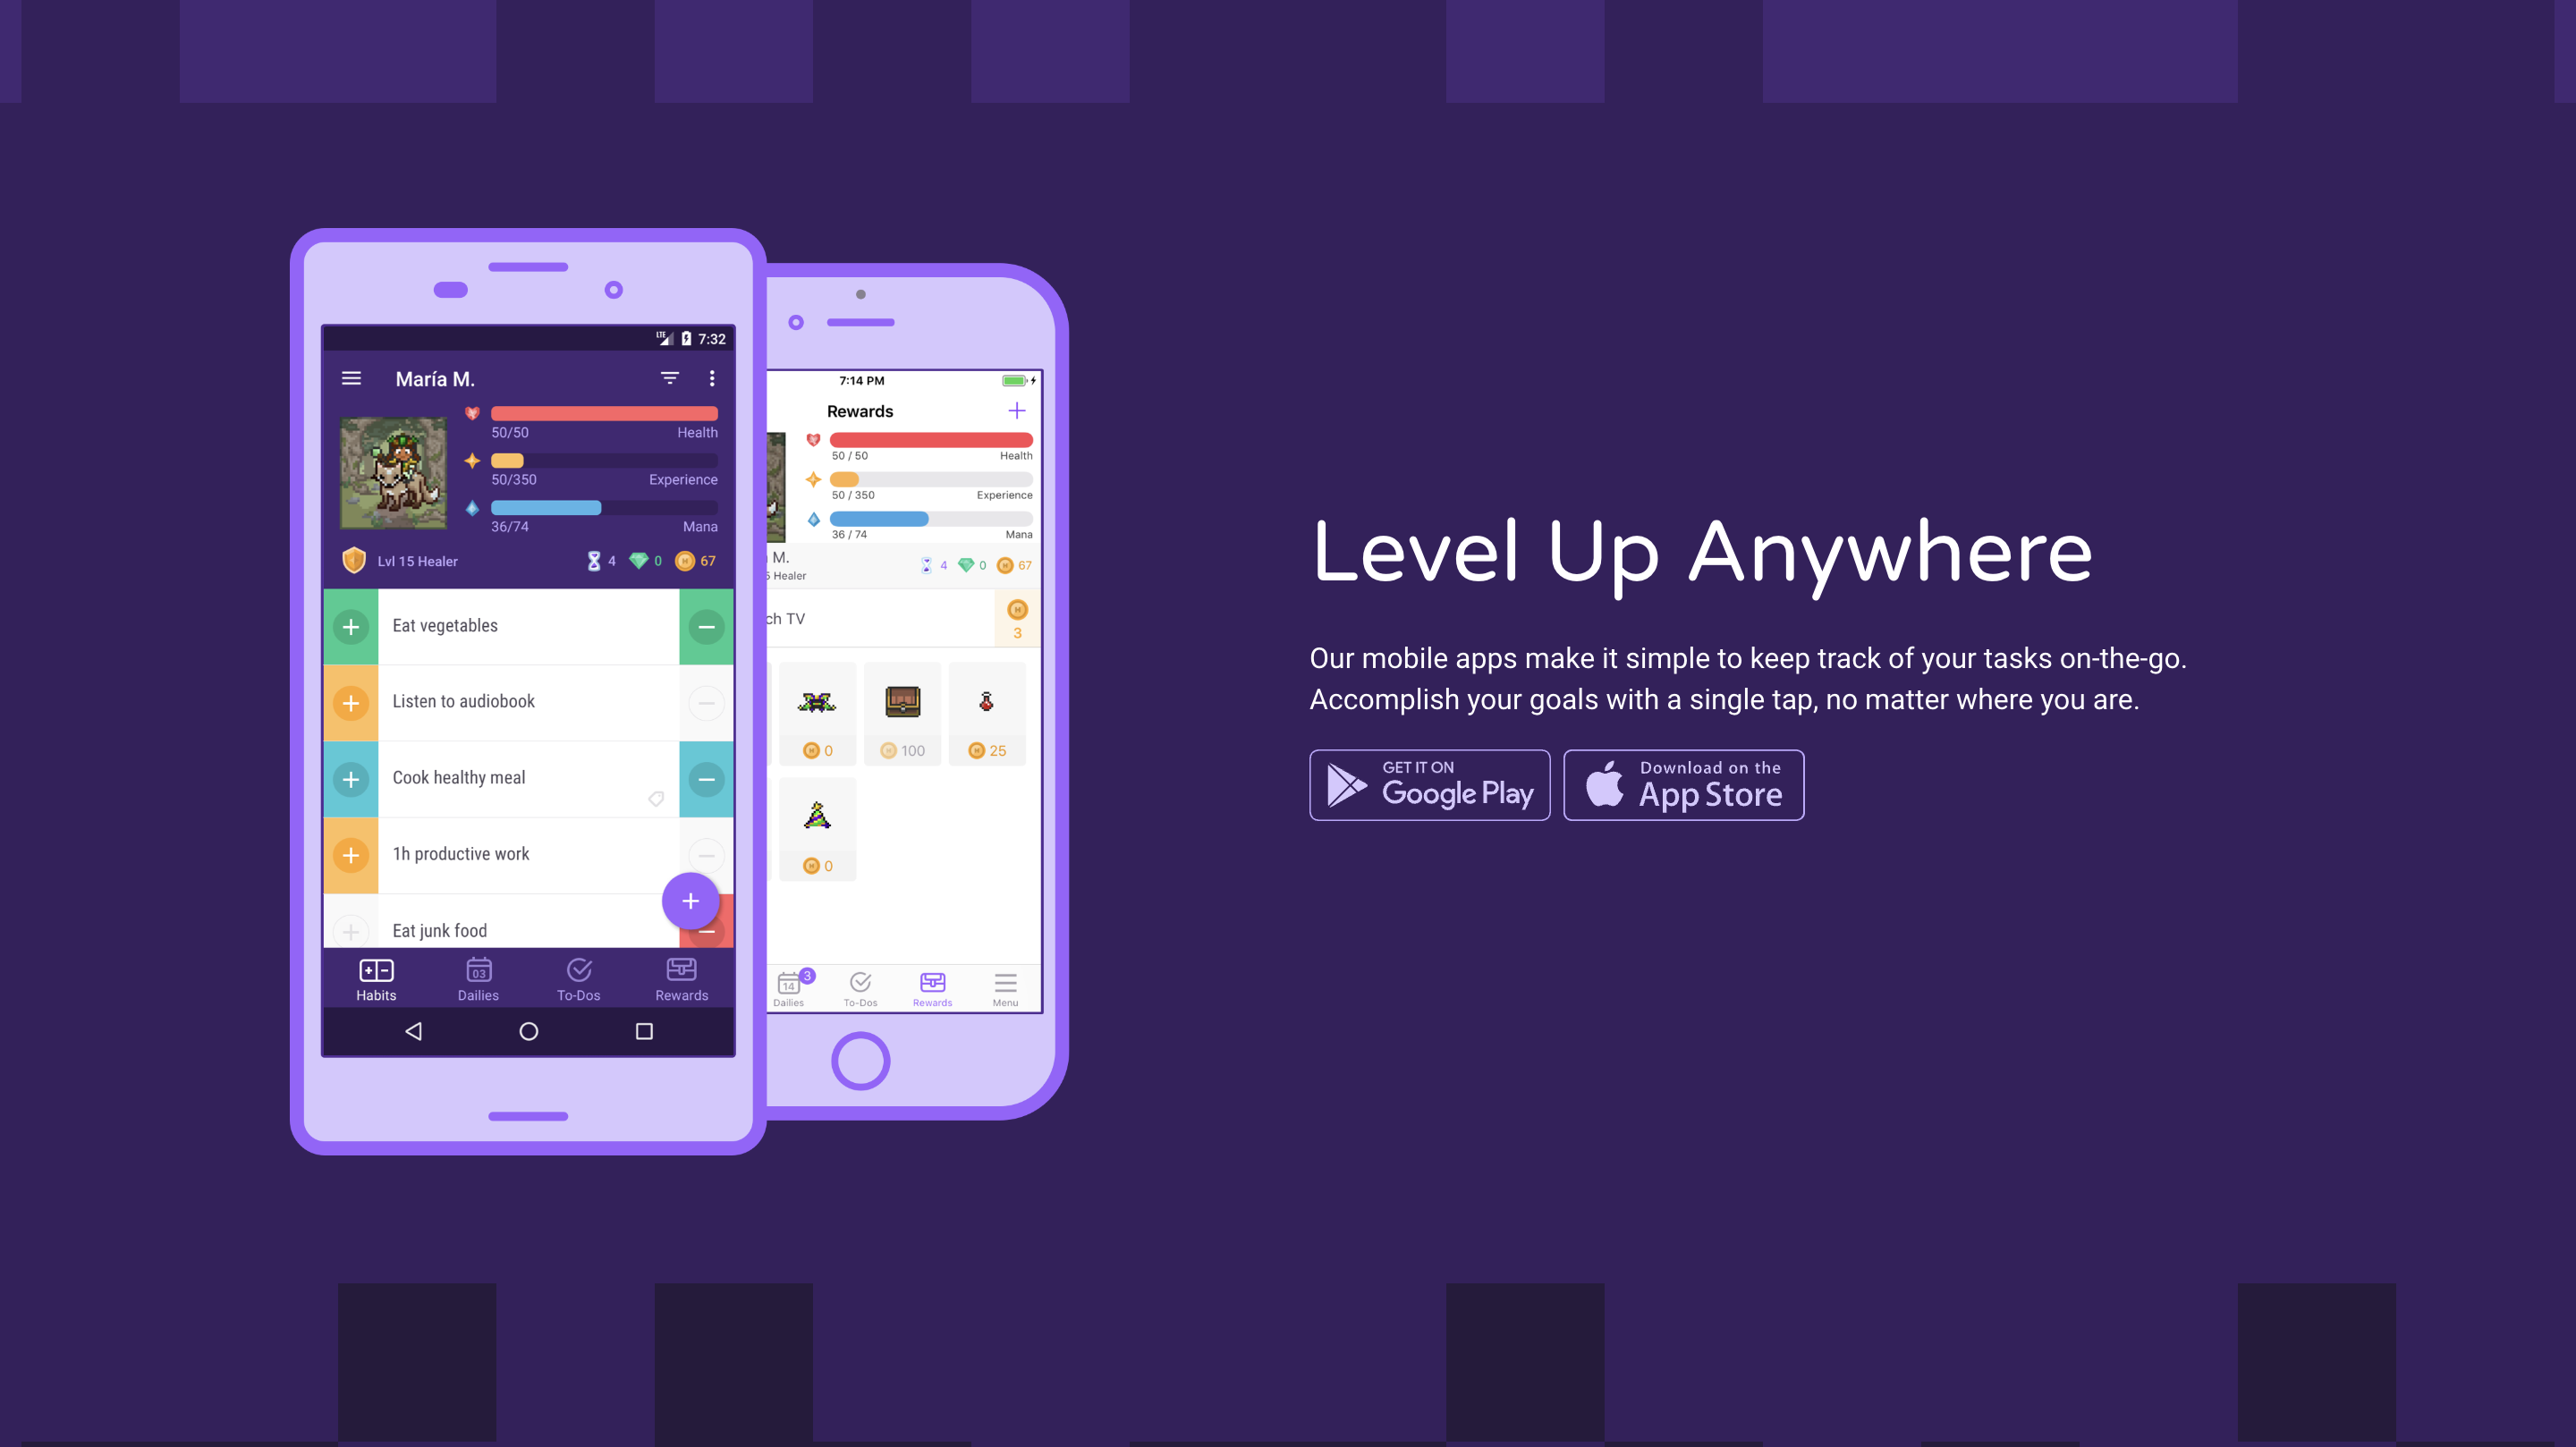 7:32
María M.
50/50 Health
50/350 Experience
36/74 Mana
Lvl 15 Healer 4 0 67
Eat vegetables
Listen to audiobook
Cook healthy meal
1h productive work
Eat junk food
03
Habits Dailies To-Dos Rewards
7:14 PM
Rewards
50 / 50 Health
50 / 350 Experience
36 / 74 Mana
M.
Healer 4 0 67
TV
3
0 100 25
0
14 3
Dailies To-Dos Rewards Menu
Level Up Anywhere
Our mobile apps make it simple to keep track of your tasks on-the-go.
Accomplish your goals with a single tap, no matter where you are.
GET IT ON
Google Play
Download on the
App Store